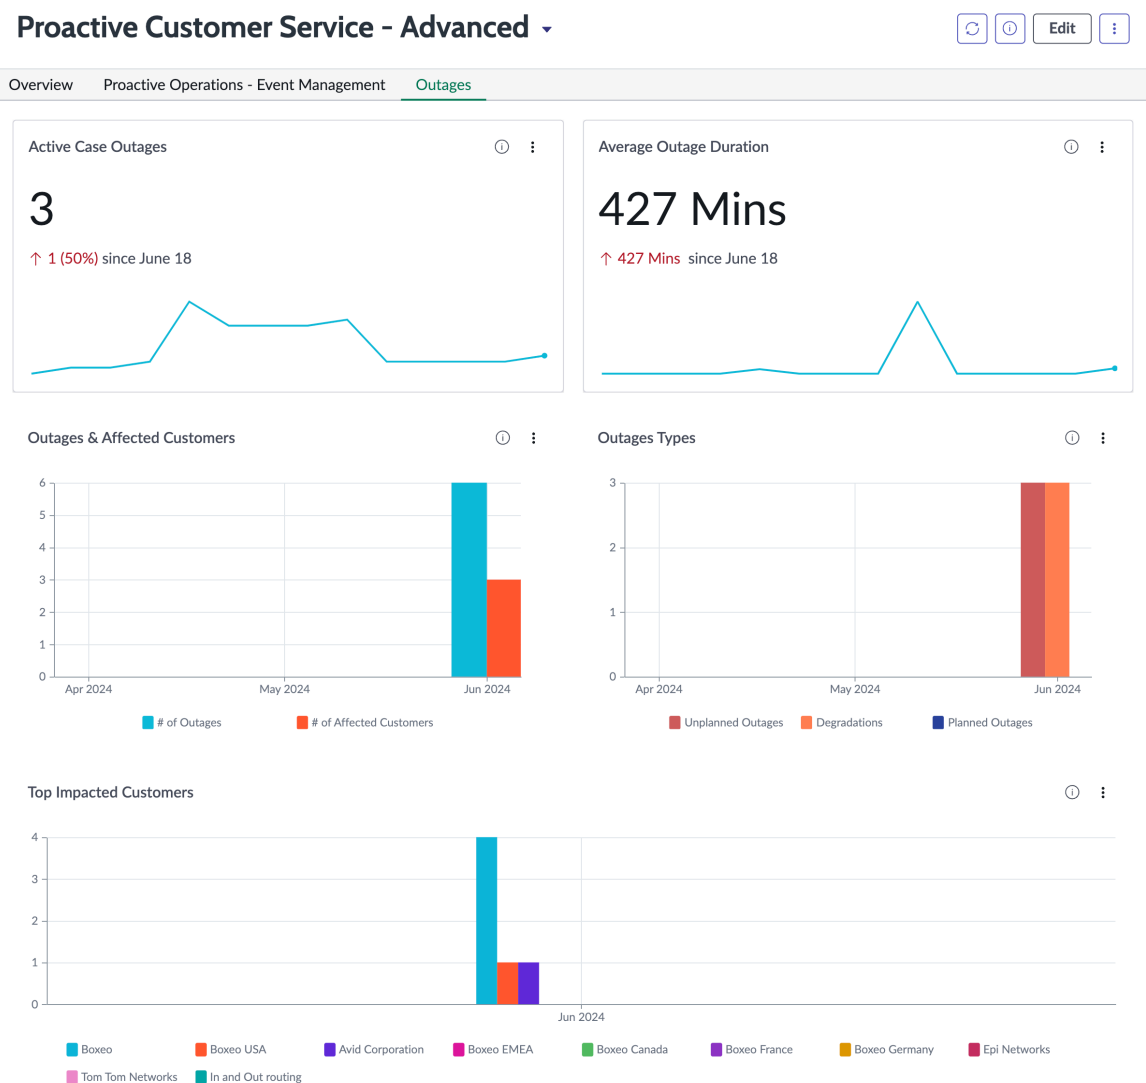 Proactive Customer Service - Advanced
Edit
Overview Proactive Operations - Event Management Outages
Active Case Outages
3
↑ 1 (50%) since June 18
Average Outage Duration
427 Mins
↑ 427 Mins since June 18
Outages & Affected Customers
6
5
4
3
2
1
0
Apr 2024 May 2024 Jun 2024
# of Outages # of Affected Customers
Outages Types
3
2
1
0
Apr 2024 May 2024 Jun 2024
Unplanned Outages Degradations Planned Outages
Top Impacted Customers
4
3
2
1
0
Jun 2024
Boxeo Boxeo USA Avid Corporation Boxeo EMEA Boxeo Canada Boxeo France Boxeo Germany Epi Networks
Tom Tom Networks In and Out routing